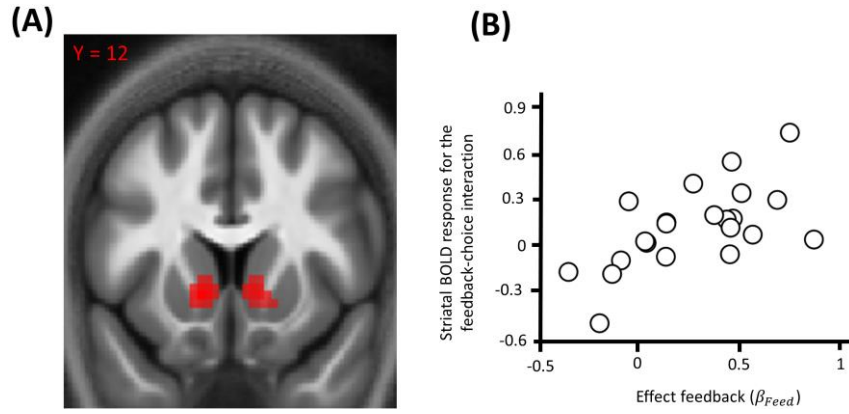 (A)
Y = 12
(B)
Striatal BOLD response for the
feedback-choice interaction
0.9
0.6
0.3
0
-0.3
-0.6
-0.5
0
0.5
1
Effect feedback (β_Feed)